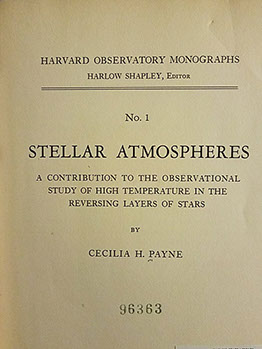 HARVARD OBSERVATORY MONOGRAPHS
HARLOW SHAPLEY, EDITOR
No. 1
STELLAR ATMOSPHERES
A CONTRIBUTION TO THE OBSERVATIONAL
STUDY OF HIGH TEMPERATURE IN THE
REVERSING LAYERS OF STARS
BY
CECILIA H. PAYNE
96363